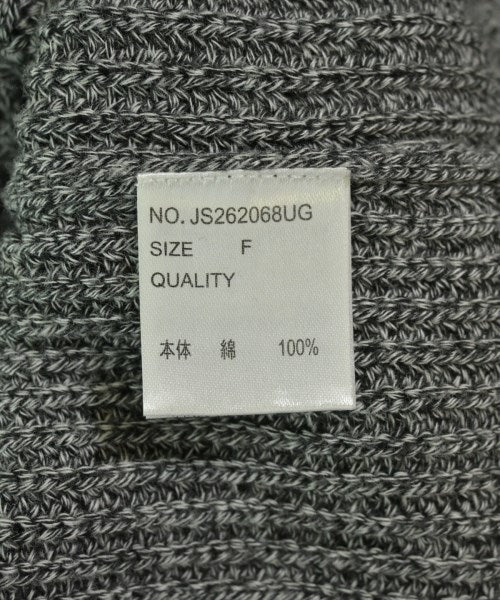 NO. JS262068UG
SIZE F
QUALITY
本体 綿 100%